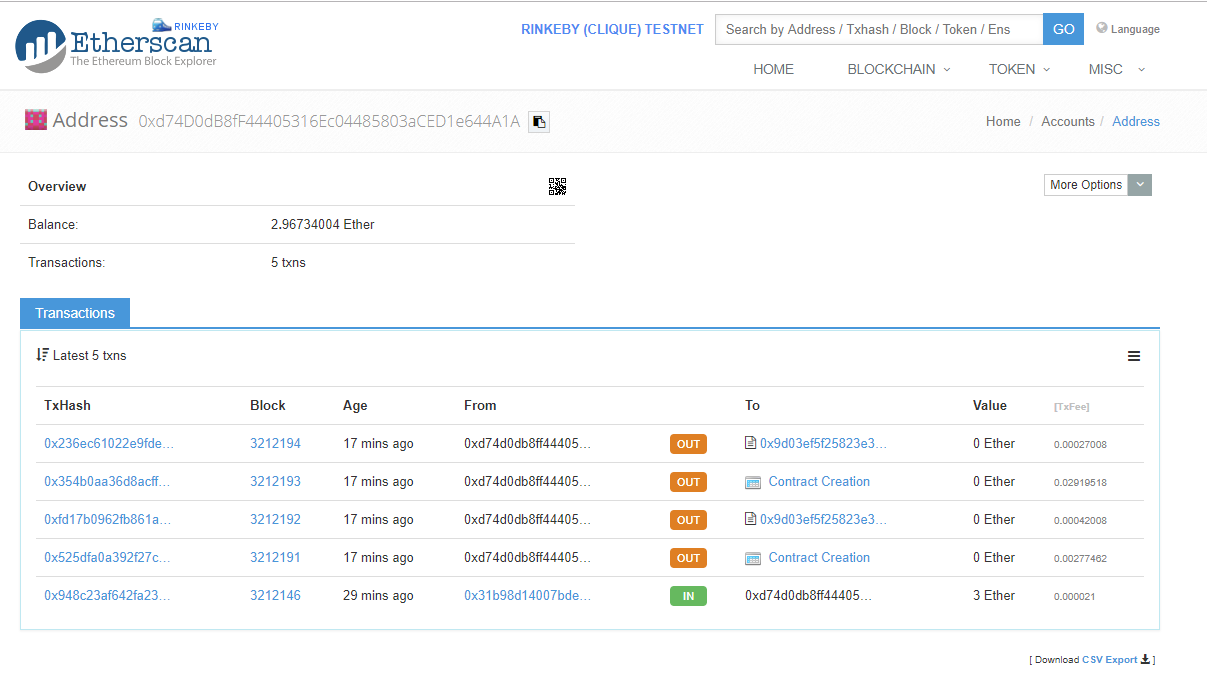 RINKEBY
Etherscan
The Ethereum Block Explorer
RINKEBY (CLIQUE) TESTNET Search by Address / Txhash / Block / Token / Ens GO Language
HOME BLOCKCHAIN TOKEN MISC
Address 0xd74D0dB8fF44405316Ec04485803aCED1e644A1A Home / Accounts / Address
Overview More Options
Balance: 2.96734004 Ether
Transactions: 5 txns
Transactions
Latest 5 txns
TxHash Block Age From To Value [TxFee]
0x236ec61022e9fde... 3212194 17 mins ago 0xd74d0db8ff44405... OUT 0x9d03ef5f25823e3... 0 Ether 0.00027008
0x354b0aa36d8acff... 3212193 17 mins ago 0xd74d0db8ff44405... OUT Contract Creation 0 Ether 0.02919518
0xfd17b0962fb861a... 3212192 17 mins ago 0xd74d0db8ff44405... OUT 0x9d03ef5f25823e3... 0 Ether 0.00042008
0x525dfa0a392f27c... 3212191 17 mins ago 0xd74d0db8ff44405... OUT Contract Creation 0 Ether 0.00277462
0x948c23af642fa23... 3212146 29 mins ago 0x31b98d14007bde... IN 0xd74d0db8ff44405... 3 Ether 0.000021
[ Download CSV Export ]